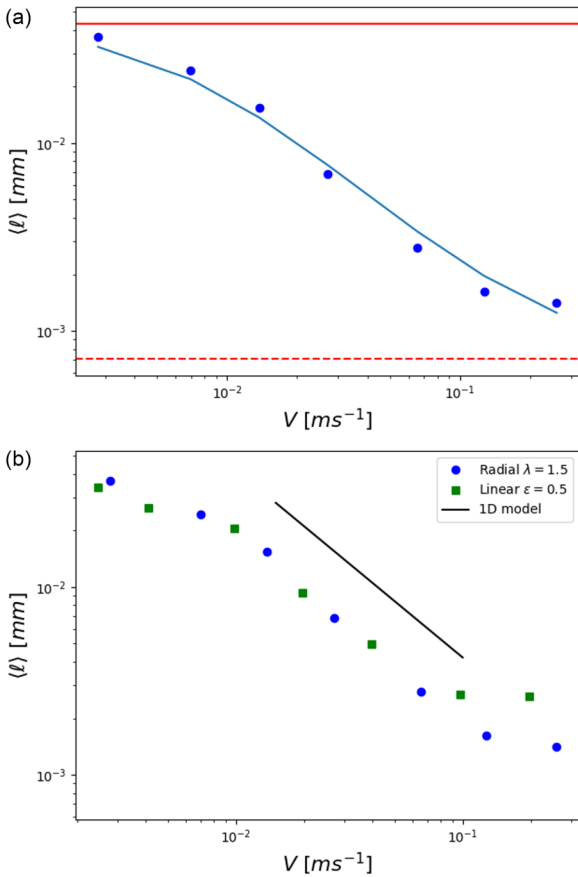 (a)
⟨ℓ⟩ [mm]
10⁻²
10⁻³
10⁻²
10⁻¹
V [ms⁻¹]
(b)
Radial λ = 1.5
Linear ε = 0.5
1D model
⟨ℓ⟩ [mm]
10⁻²
10⁻³
10⁻²
10⁻¹
V [ms⁻¹]